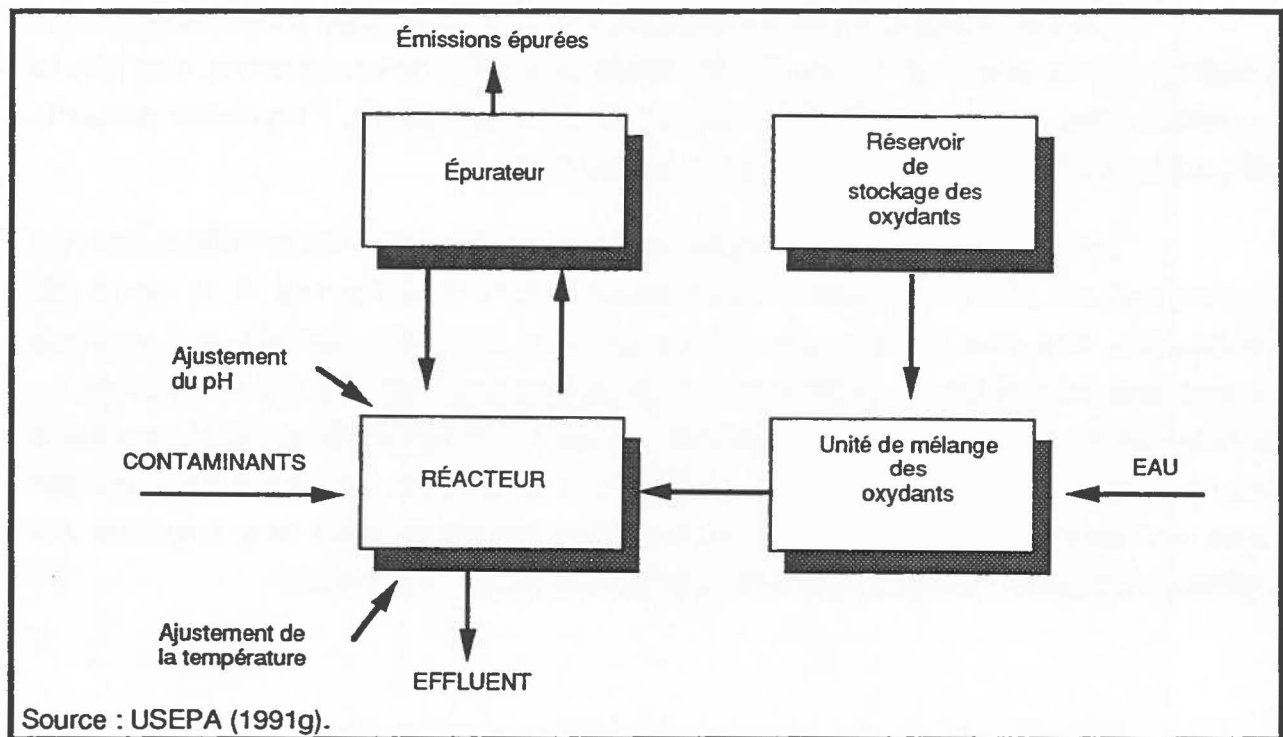 Émissions épurées
Épurateur
Réservoir
de
stockage des
oxydants
Ajustement
du pH
CONTAMINANTS
RÉACTEUR
Unité de mélange
des
oxydants
EAU
Ajustement de
la température
EFFLUENT
Source : USEPA (1991g).